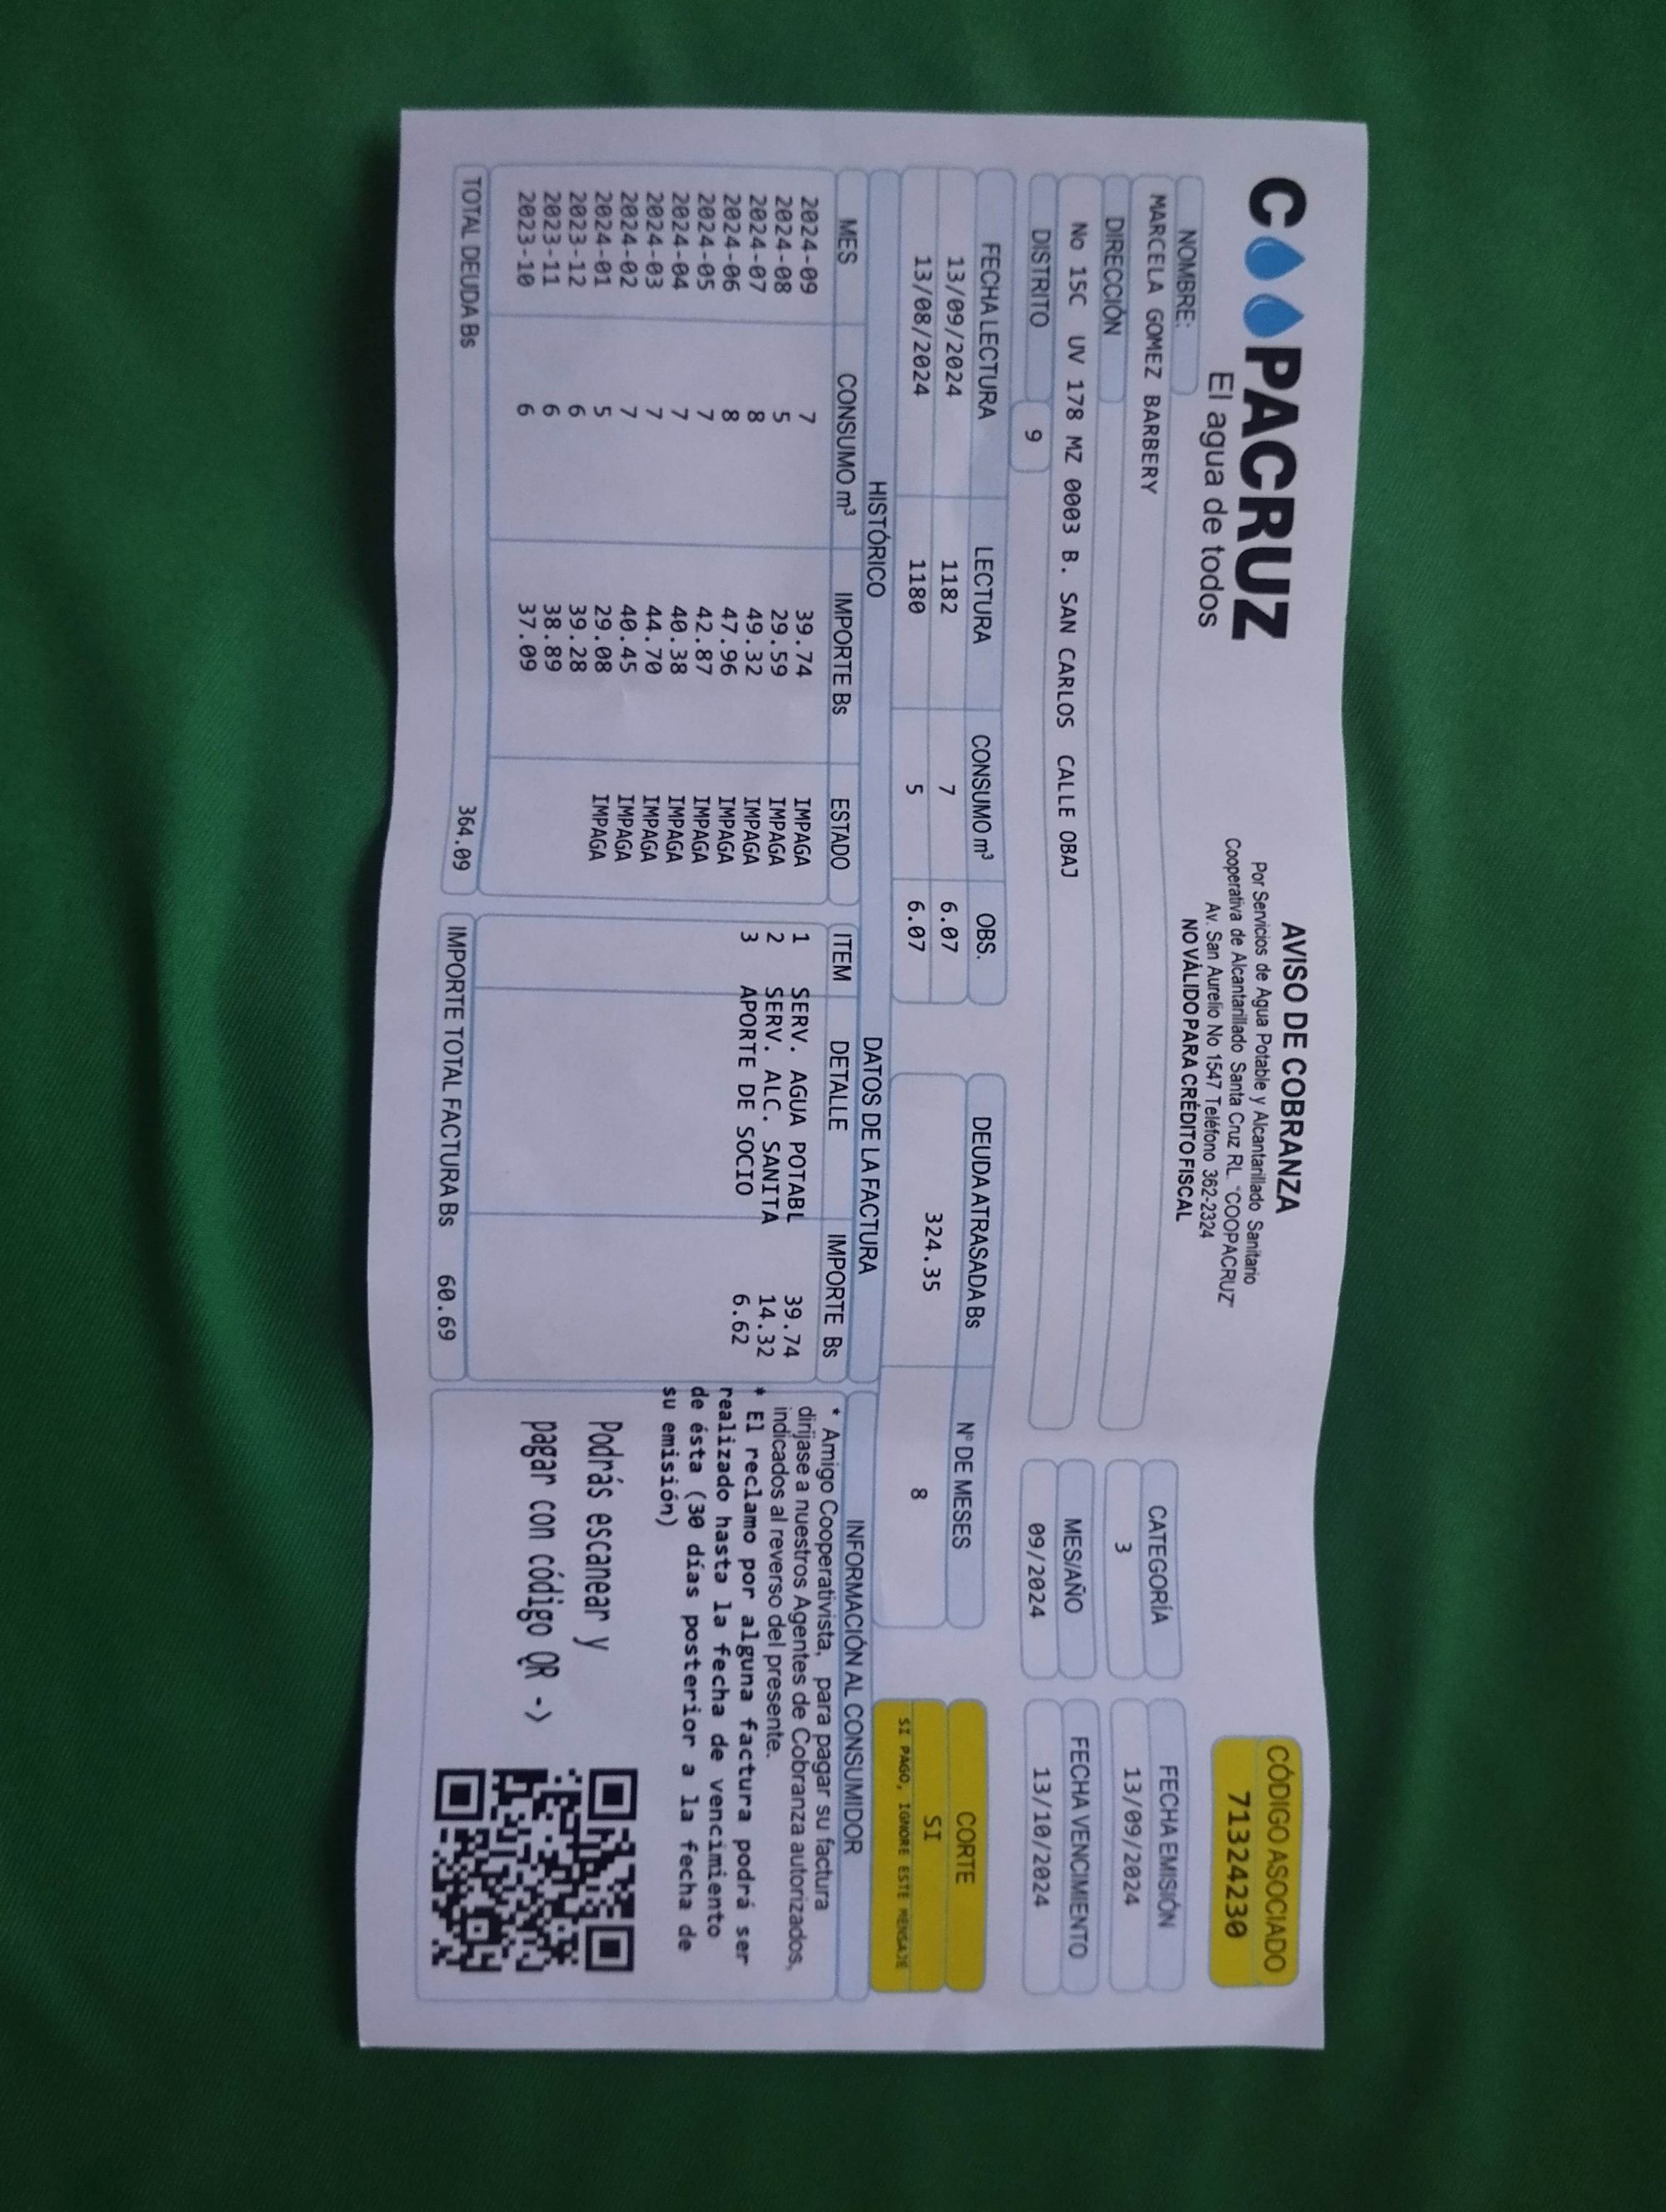 COOPACRUZ
El agua de todos
AVISO DE COBRANZA
Por Servicios de Agua Potable y Alcantarillado Sanitario
Cooperativa de Alcantarillado Santa Cruz RL. "COOPACRUZ"
Av. San Aurelio No 1547 Teléfono 362-2324
NO VÁLIDO PARA CRÉDITO FISCAL
CÓDIGO ASOCIADO
71324230
NOMBRE:
MARCELA GOMEZ BARBERY
DIRECCIÓN
No 15C UV 178 MZ 0003 B. SAN CARLOS CALLE OBAJ
DISTRITO 9
CATEGORÍA
3
FECHA EMISIÓN
13/09/2024
MES/AÑO
09/2024
FECHA VENCIMIENTO
13/10/2024
FECHA LECTURA LECTURA CONSUMO m³ OBS.
13/09/2024 1182 7 6.07
13/08/2024 1180 5 6.07
DEUDA ATRASADA Bs Nº DE MESES
324.35 8
CORTE
SI
SI PAGO, IGNORE ESTE MENSAJE
HISTÓRICO
MES CONSUMO m³ IMPORTE Bs ESTADO
2024-09 7 39.74 IMPAGA
2024-08 5 29.59 IMPAGA
2024-07 8 49.32 IMPAGA
2024-06 8 47.96 IMPAGA
2024-05 7 42.87 IMPAGA
2024-04 7 40.38 IMPAGA
2024-03 7 44.70 IMPAGA
2024-02 7 40.45 IMPAGA
2024-01 5 29.08 IMPAGA
2023-12 6 39.28
2023-11 6 38.89
2023-10 6 37.09
TOTAL DEUDA Bs 364.09
DATOS DE LA FACTURA
ITEM DETALLE IMPORTE Bs
1 SERV. AGUA POTABL 39.74
2 SERV. ALC. SANITA 14.32
3 APORTE DE SOCIO 6.62
IMPORTE TOTAL FACTURA Bs 60.69
INFORMACIÓN AL CONSUMIDOR
* Amigo Cooperativista, para pagar su factura
dirijase a nuestros Agentes de Cobranza autorizados,
indicados al reverso del presente.
* El reclamo por alguna factura podrá ser
realizado hasta la fecha de vencimiento
de ésta (30 días posterior a la fecha de
su emisión)
Podrás escanear y
pagar con código QR ->